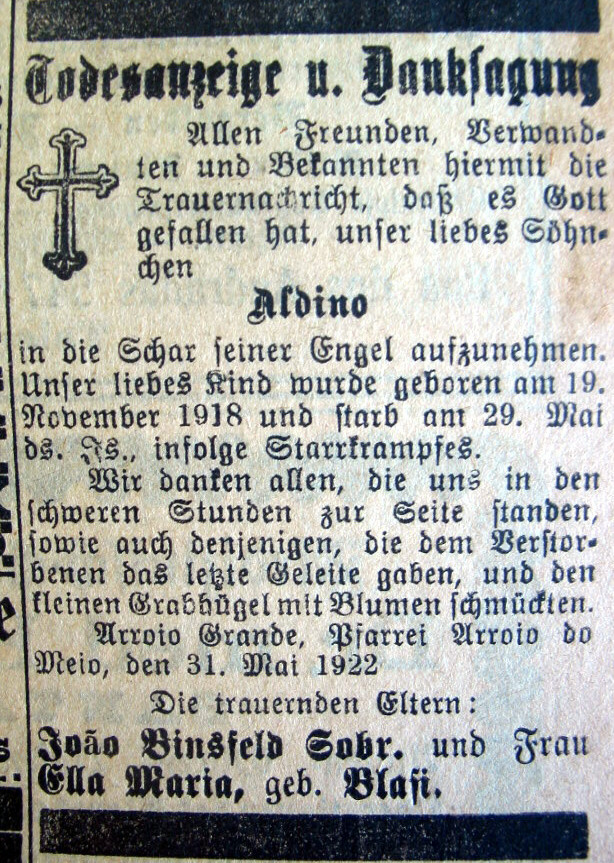 Todesanzeige u. Danksagung
Allen Freunden, Verwand-
ten und Bekannten hiermit die
Trauernachricht, daß es Gott
gefallen hat, unser liebes Söhn-
chen
Aldino
in die Schar seiner Engel aufzunehmen.
Unser liebes Kind wurde geboren am 19.
November 1918 und starb am 29. Mai
ds. Js., infolge Starrkrampfes.
Wir danken allen, die uns in den
schweren Stunden zur Seite standen,
sowie auch denjenigen, die dem Verstor-
benen das letzte Geleite gaben, und den
kleinen Grabhügel mit Blumen schmückten.
Arroio Grande, Pfarrei Arroio do
Meio, den 31. Mai 1922
Die trauernden Eltern:
João Binsfeld Sobr. und Frau
Ella Maria, geb. Blasi.